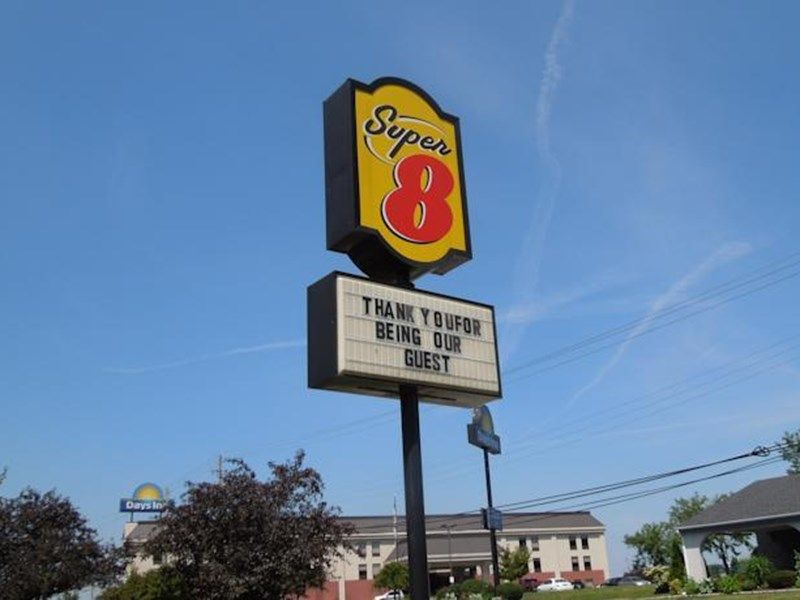 Super
8
THANK YOUFOR
BEING OUR
GUEST
Days Inn